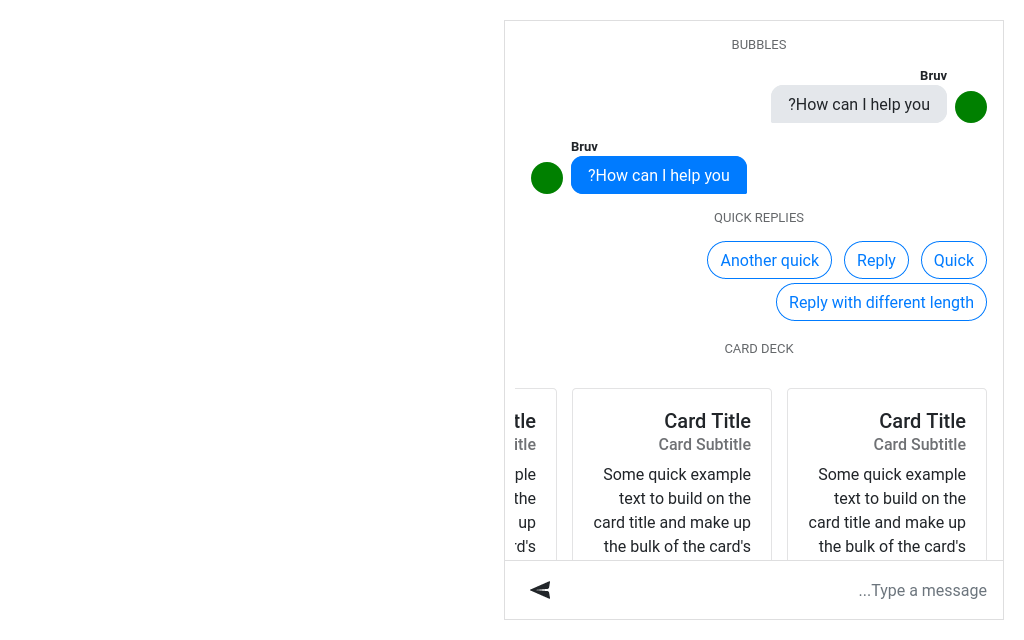 BUBBLES
Bruv
?How can I help you
Bruv
?How can I help you
QUICK REPLIES
Quick
Reply
Another quick
Reply with different length
CARD DECK
Card Title
Card Subtitle
Some quick example
text to build on the
card title and make up
the bulk of the card's
Card Title
Card Subtitle
Some quick example
text to build on the
card title and make up
the bulk of the card's
tle
itle
ple
the
up
rd's
...Type a message